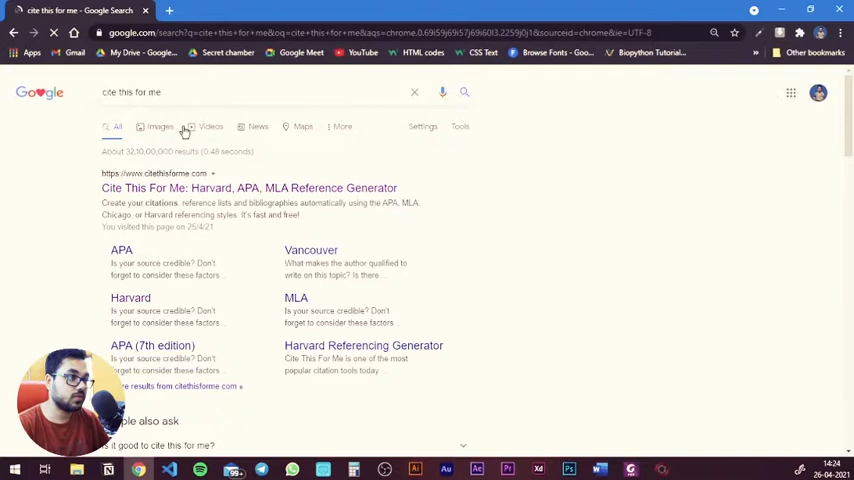 cite this for me - Google Search
google.com/search?q=cite+this+for+me&oq=cite+this+for+me&aqs=chrome.0.69i59j69i57j69i60l3.2259j0j1&sourceid=chrome&ie=UTF-8
Apps Gmail My Drive - Google... Secret chamber Google Meet YouTube HTML codes CSS Text Browse Fonts - Goo... Biopython Tutorial... Other bookmarks
Google cite this for me
All Images Videos News Maps More Settings Tools
About 32,10,00,000 results (0.48 seconds)
https://www.citethisforme.com
Cite This For Me: Harvard, APA, MLA Reference Generator
Create your citations, reference lists and bibliographies automatically using the APA, MLA,
Chicago, or Harvard referencing styles. It's fast and free!
You visited this page on 25/4/21
APA
Is your source credible? Don't
forget to consider these factors ...
Vancouver
What makes the author qualified to
write on this topic? Is there ...
Harvard
Is your source credible? Don't
forget to consider these factors ...
MLA
Is your source credible? Don't
forget to consider these factors ...
APA (7th edition)
Is your source credible? Don't
forget to consider these factors ...
Harvard Referencing Generator
Cite This For Me is one of the most
popular citation tools today ...
re results from citethisforme.com »
ple also ask
Is it good to cite this for me?
99+ Ai Au Ae Pr Xd Ps
14:24
26-04-2021